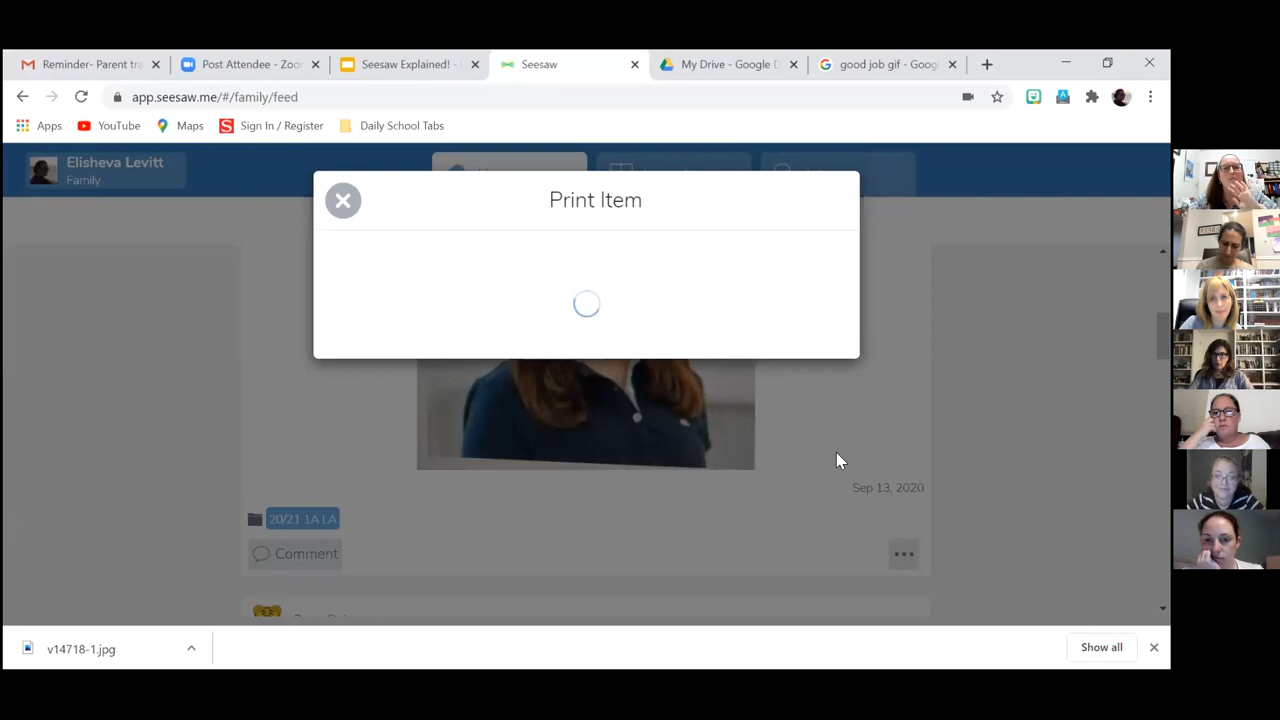 Reminder- Parent tra
Post Attendee - Zoo
Seesaw Explained! -
Seesaw
My Drive - Google D
good job gif - Goog
app.seesaw.me/#/family/feed
Apps
YouTube
Maps
Sign In / Register
Daily School Tabs
Elisheva Levitt
Family
Print Item
Sep 13, 2020
20/21 1A LA
Comment
v14718-1.jpg
Show all